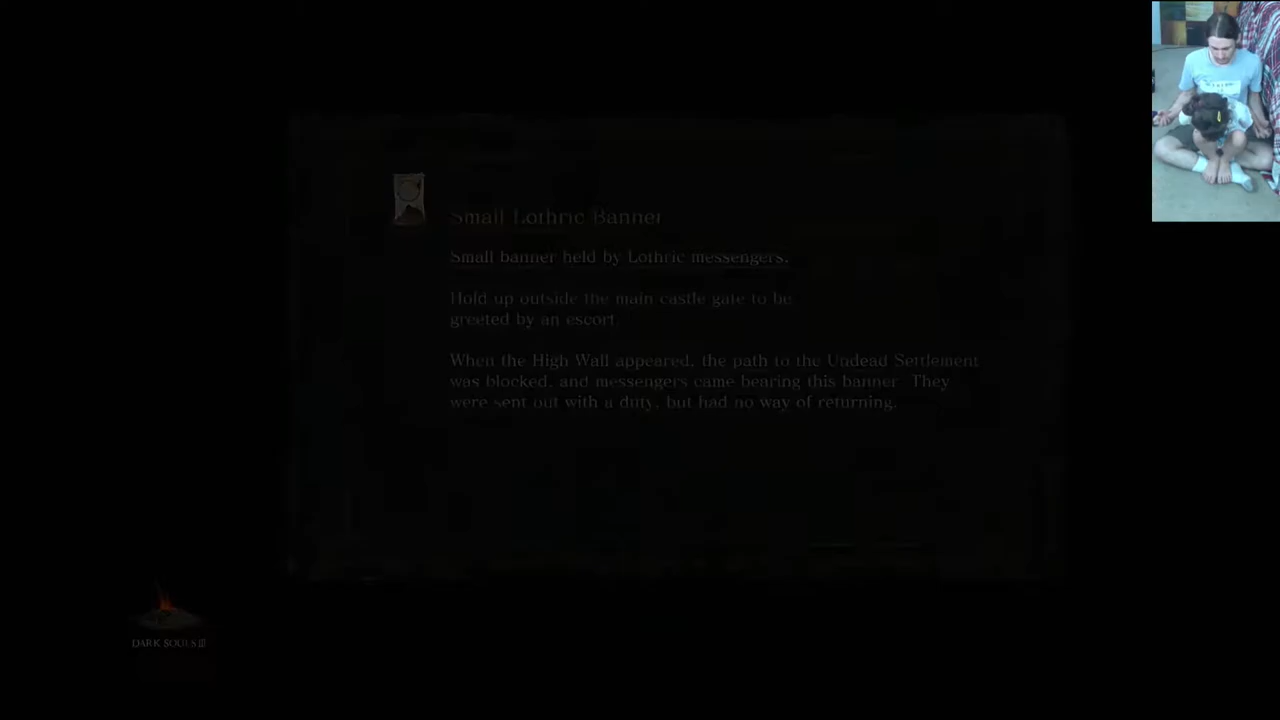 Small Lothric Banner
Small banner held by Lothric messengers.
Hold up outside the main castle gate to be
greeted by an escort.
When the High Wall appeared, the path to the Undead Settlement
was blocked, and messengers came bearing this banner. They
were sent out with a duty, but had no way of returning.
DARK SOULS III